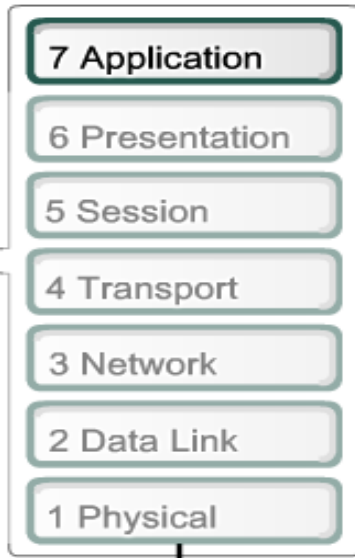 7 Application
6 Presentation
5 Session
4 Transport
3 Network
2 Data Link
1 Physical